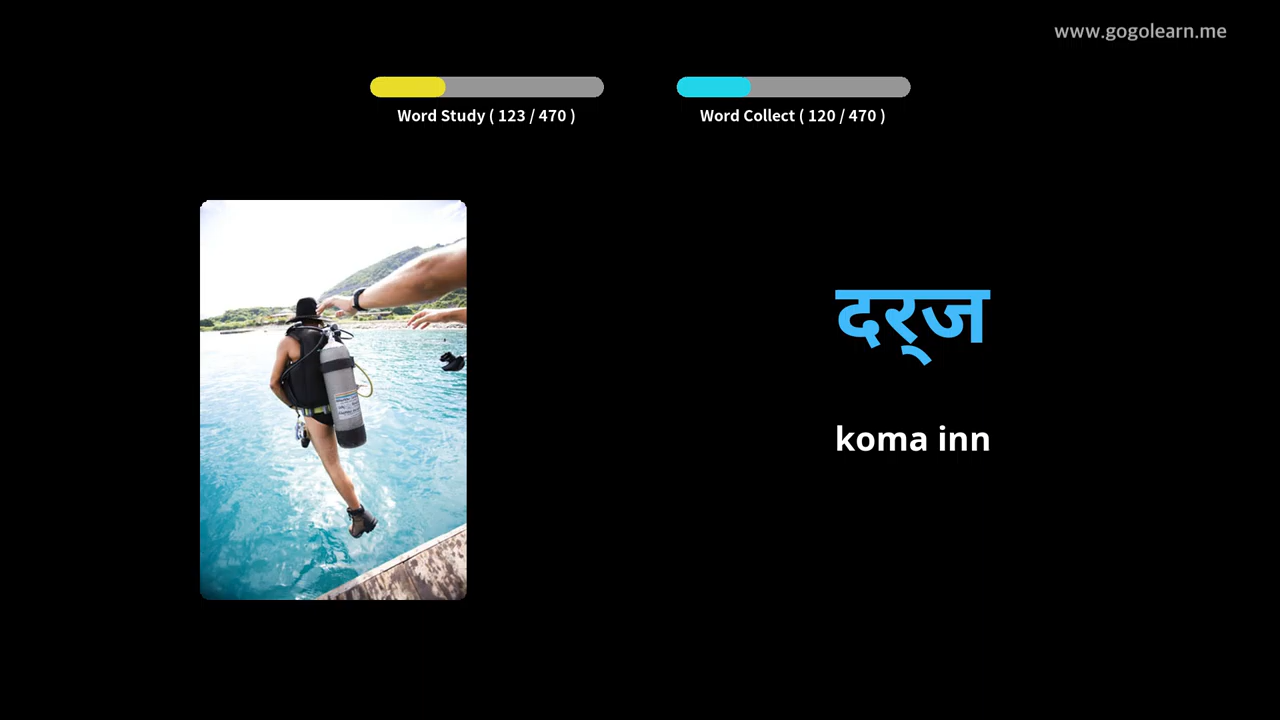 www.gogolearn.me
Word Study ( 123 / 470 )
Word Collect ( 120 / 470 )
दर्‌ज
koma inn